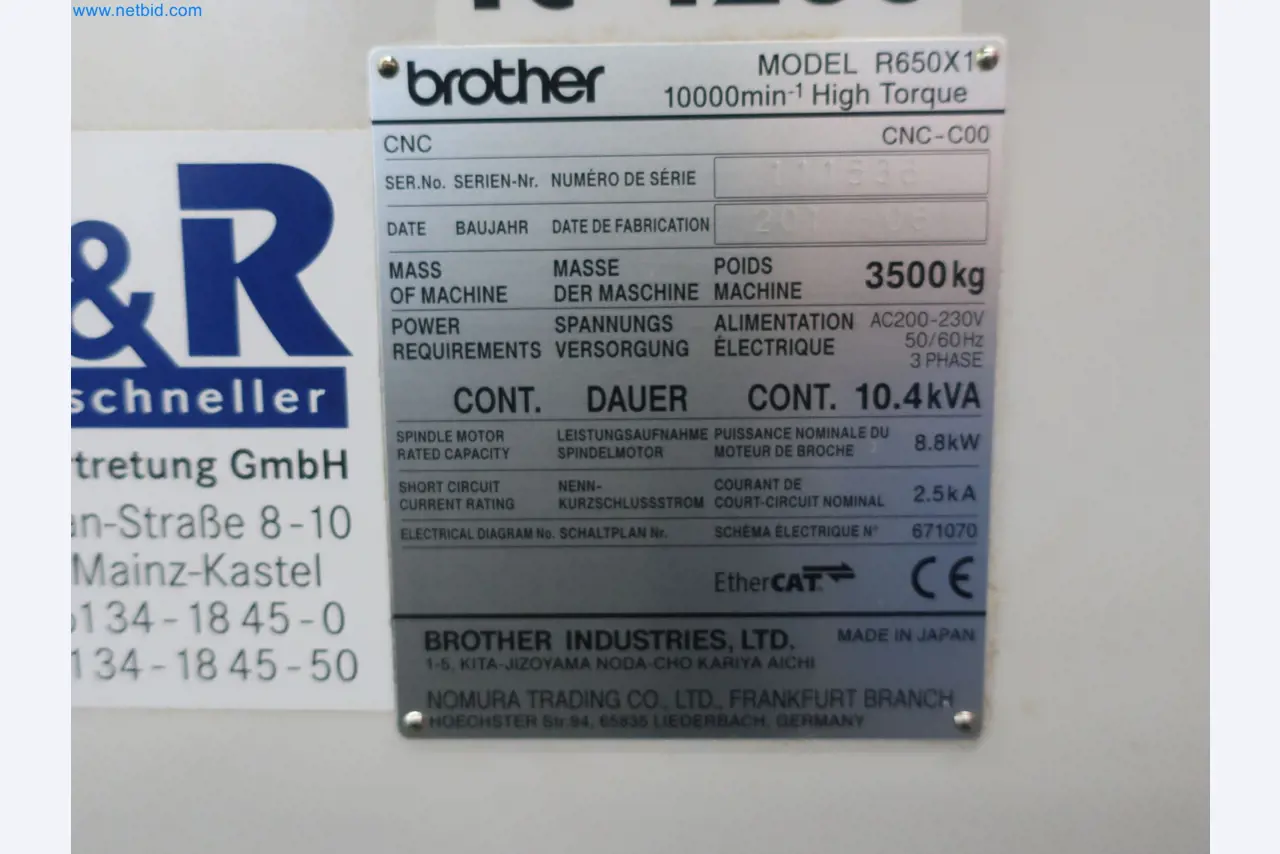 www.netbid.com
brother
MODEL R650X1
10000min-1 High Torque
CNC CNC-C00
SER.No. SERIEN-Nr. NUMÉRO DE SÉRIE
DATE BAUJAHR DATE DE FABRICATION
MASS MASSE POIDS
OF MACHINE DER MASCHINE MACHINE 3500kg
POWER SPANNUNGS ALIMENTATION AC200-230V
REQUIREMENTS VERSORGUNG ÉLECTRIQUE 50/60Hz
3 PHASE
CONT. DAUER CONT. 10.4kVA
SPINDLE MOTOR LEISTUNGSAUFNAHME PUISSANCE NOMINALE DU
RATED CAPACITY SPINDELMOTOR MOTEUR DE BROCHE 8.8kW
SHORT CIRCUIT NENN- COURANT DE
CURRENT RATING KURZSCHLUSSSTROM COURT-CIRCUIT NOMINAL 2.5kA
ELECTRICAL DIAGRAM No. SCHALTPLAN Nr. SCHÉMA ÉLECTRIQUE N° 671070
EtherCAT CE
BROTHER INDUSTRIES, LTD. MADE IN JAPAN
1-5, KITA-JIZOYAMA NODA-CHO KARIYA AICHI
NOMURA TRADING CO., LTD., FRANKFURT BRANCH
HOECHSTER Str.94, 65835 LIEDERBACH, GERMANY
&R
schneller
tretung GmbH
an-Straße 8-10
Mainz-Kastel
134-18 45-0
134-18 45-50